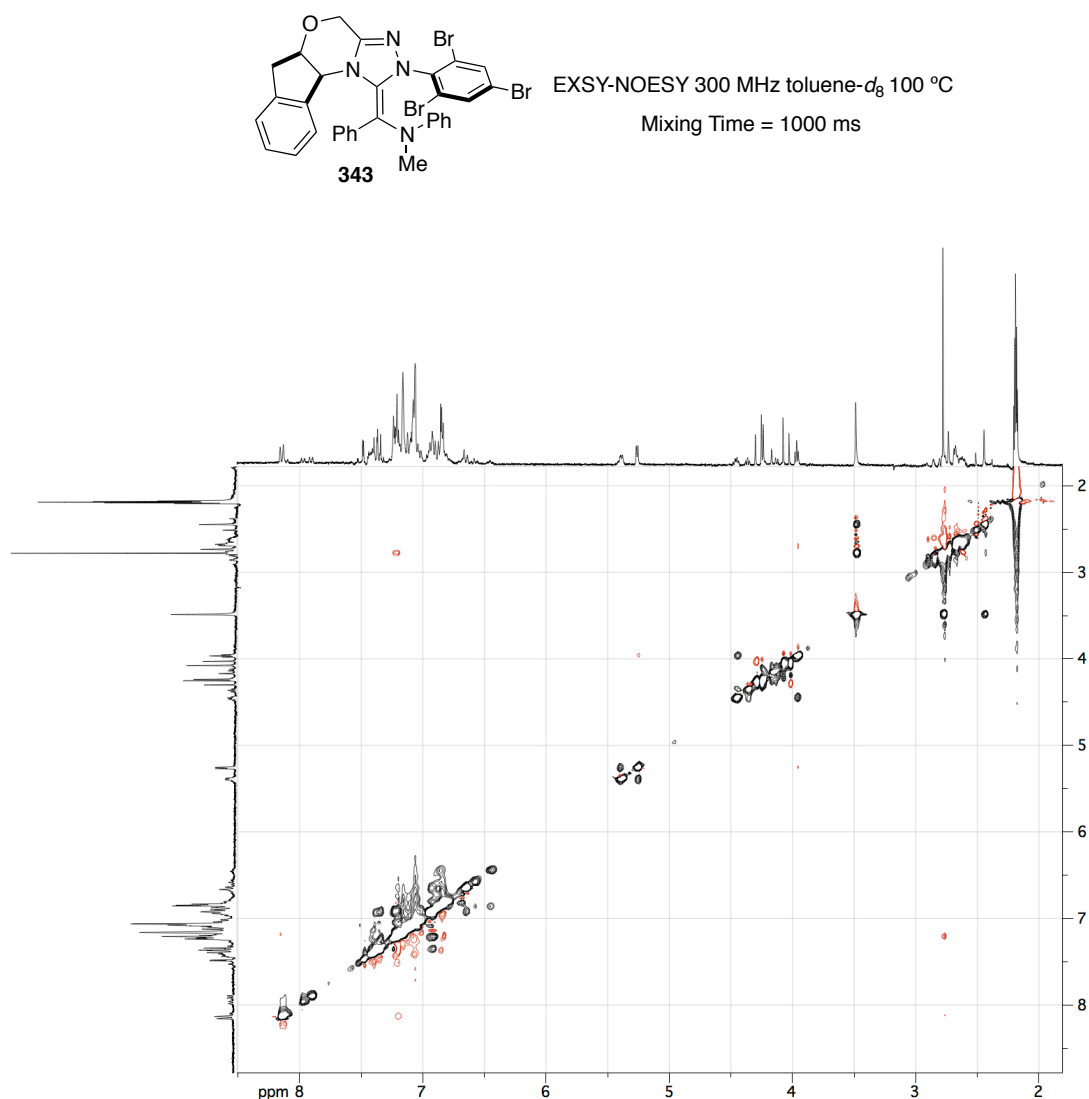 O
N
N
N
Br
Br
Br
Ph
N
Ph
Me
343
EXSY-NOESY 300 MHz toluene-d8 100 ºC
Mixing Time = 1000 ms
2
3
4
5
6
7
8
ppm 8 7 6 5 4 3 2